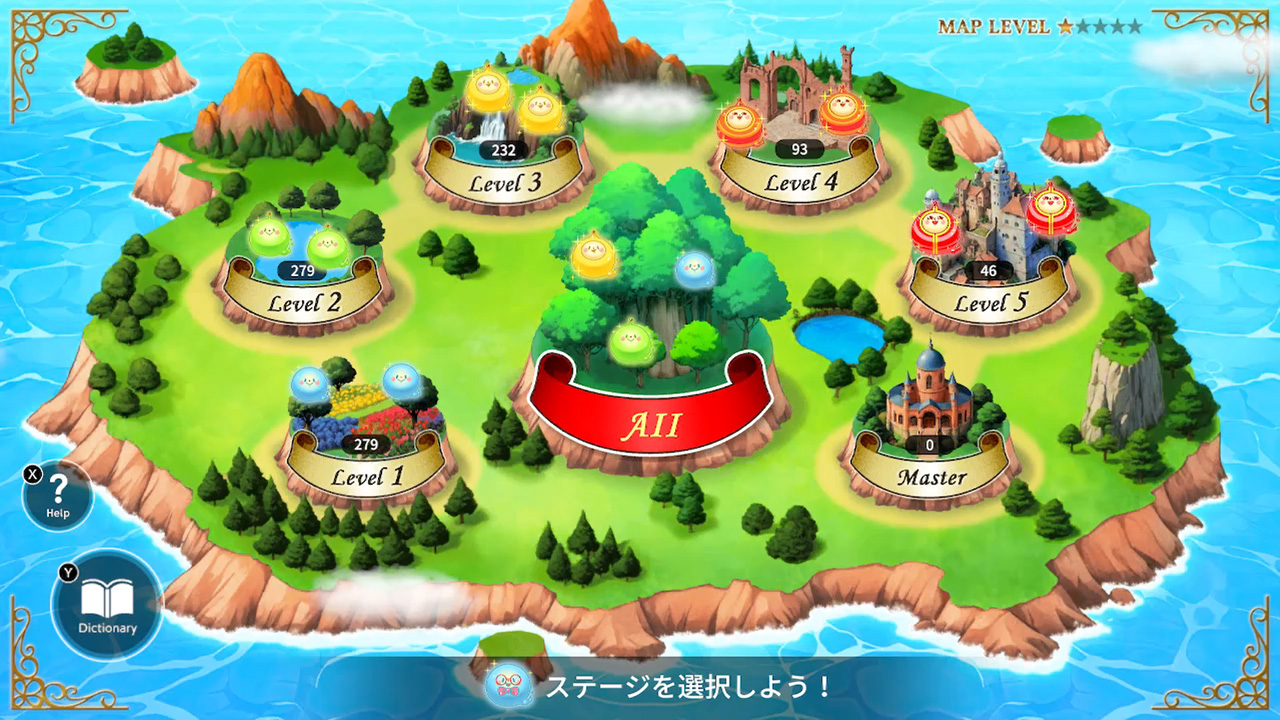 MAP LEVEL
232
Level 3
93
Level 4
279
Level 2
46
Level 5
All
279
Level 1
0
Master
X
?
Help
Y
Dictionary
ステージを選択しよう！